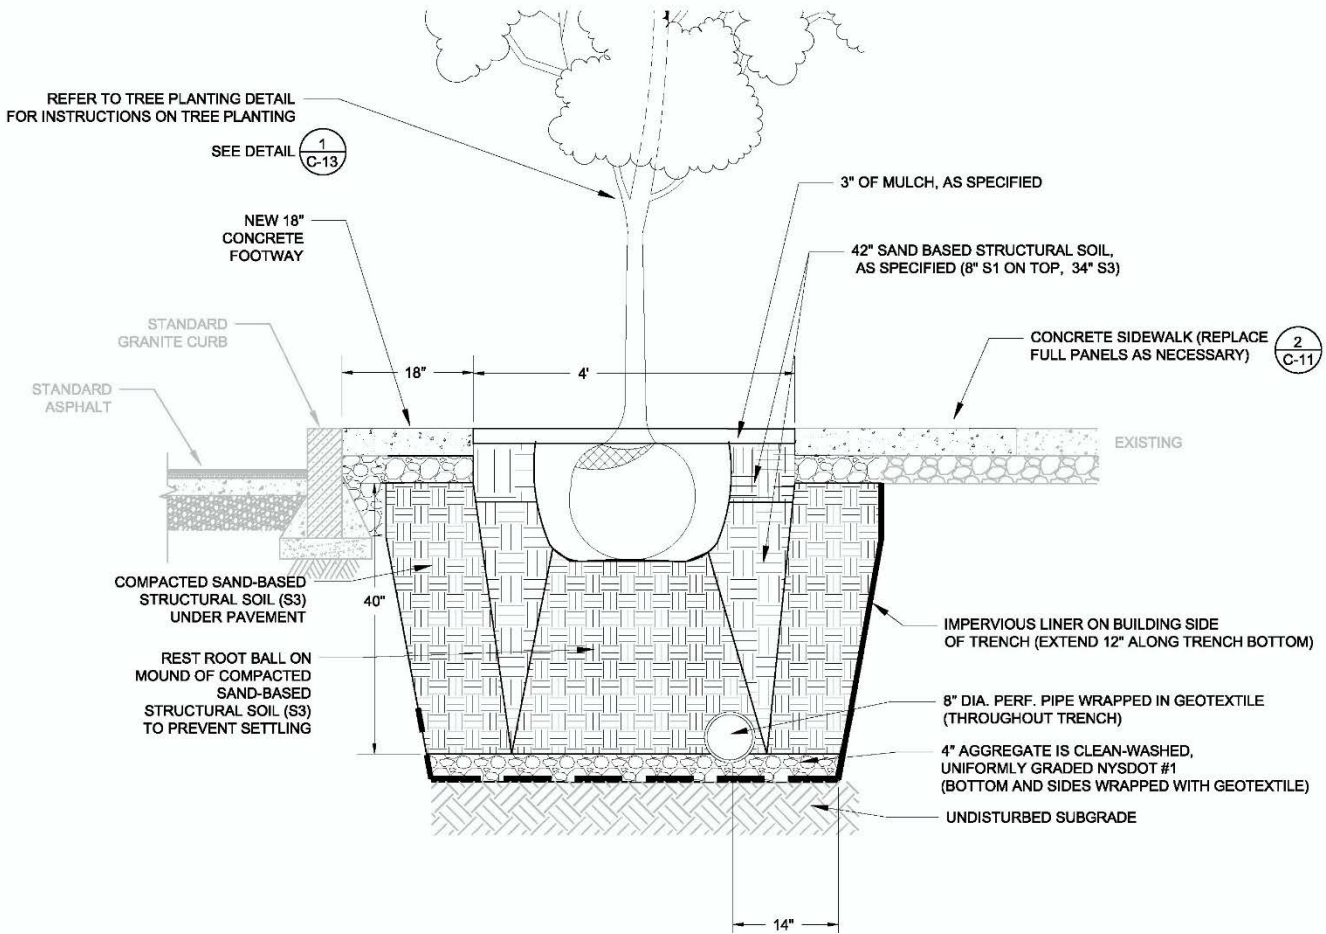 REFER TO TREE PLANTING DETAIL
FOR INSTRUCTIONS ON TREE PLANTING
SEE DETAIL
1
C-13
3" OF MULCH, AS SPECIFIED
NEW 18"
CONCRETE
FOOTWAY
42" SAND BASED STRUCTURAL SOIL,
AS SPECIFIED (8" S1 ON TOP, 34" S3)
STANDARD
GRANITE CURB
CONCRETE SIDEWALK (REPLACE
FULL PANELS AS NECESSARY)
2
C-11
18"
4'
STANDARD
ASPHALT
EXISTING
COMPACTED SAND-BASED
STRUCTURAL SOIL (S3)
UNDER PAVEMENT
40"
IMPERVIOUS LINER ON BUILDING SIDE
OF TRENCH (EXTEND 12" ALONG TRENCH BOTTOM)
REST ROOT BALL ON
MOUND OF COMPACTED
SAND-BASED
STRUCTURAL SOIL (S3)
TO PREVENT SETTLING
8" DIA. PERF. PIPE WRAPPED IN GEOTEXTILE
(THROUGHOUT TRENCH)
4" AGGREGATE IS CLEAN-WASHED,
UNIFORMLY GRADED NYSDOT #1
(BOTTOM AND SIDES WRAPPED WITH GEOTEXTILE)
UNDISTURBED SUBGRADE
14"